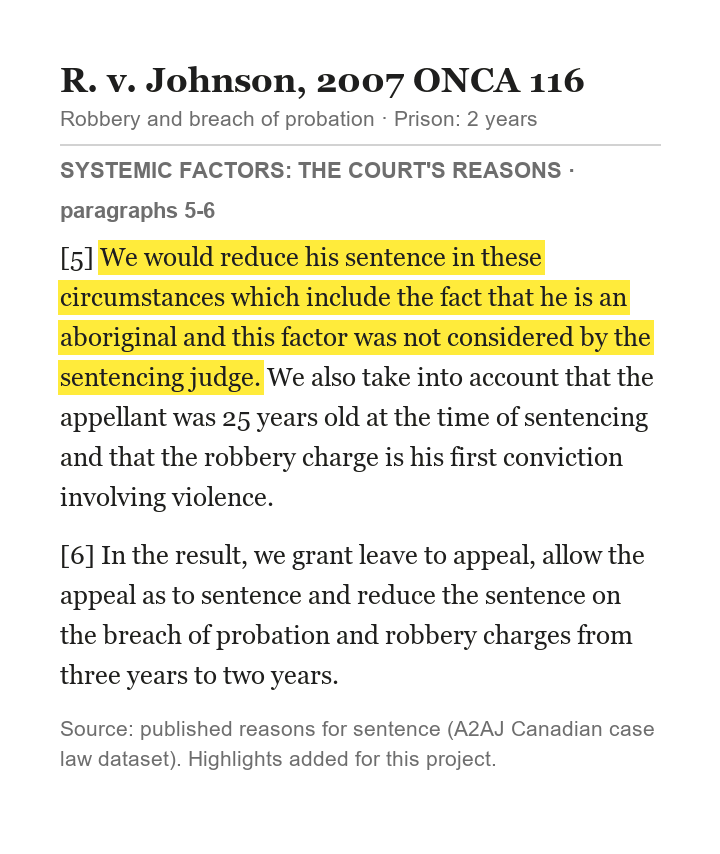 R. v. Johnson, 2007 ONCA 116
Robbery and breach of probation · Prison: 2 years
SYSTEMIC FACTORS: THE COURT'S REASONS ·
paragraphs 5-6
[5] We would reduce his sentence in these
circumstances which include the fact that he is an
aboriginal and this factor was not considered by the
sentencing judge. We also take into account that the
appellant was 25 years old at the time of sentencing
and that the robbery charge is his first conviction
involving violence.
[6] In the result, we grant leave to appeal, allow the
appeal as to sentence and reduce the sentence on
the breach of probation and robbery charges from
three years to two years.
Source: published reasons for sentence (A2AJ Canadian case
law dataset). Highlights added for this project.